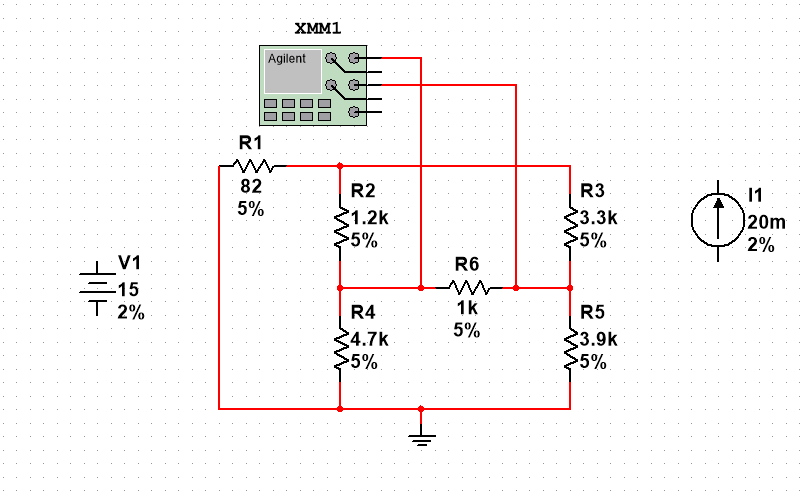 XMM1
Agilent
R1
82
5%
R2
1.2k
5%
R3
3.3k
5%
I1
20m
2%
V1
15
2%
R6
1k
5%
R4
4.7k
5%
R5
3.9k
5%